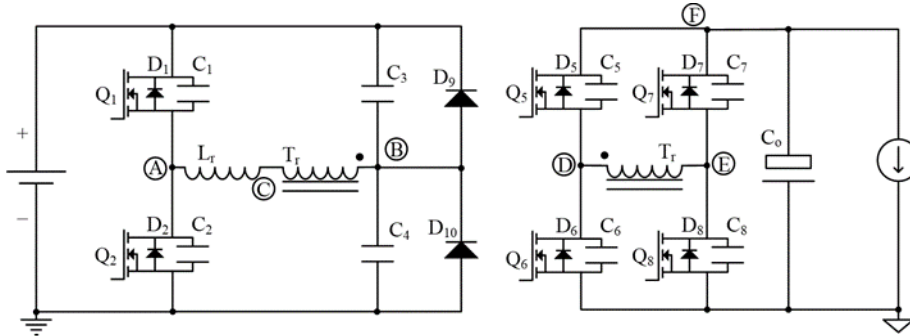 F
D1 C1 C3 D9 D5 C5 D7 C7
Q1 Q5 Q7
+ A Lr Tr B D Tr E Co
C
−
D2 C2 C4 D10 D6 C6 D8 C8
Q2 Q6 Q8